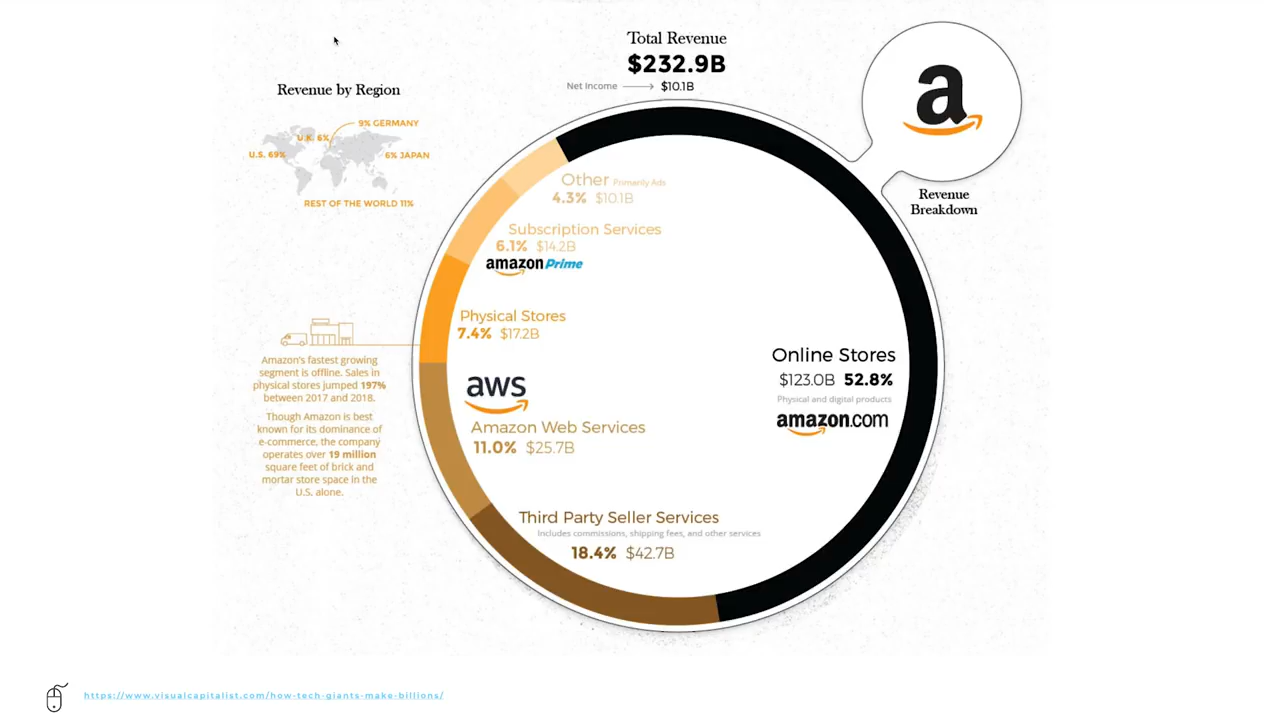 Total Revenue
$232.9B
Net Income $10.1B
a
Revenue
Breakdown
Revenue by Region
9% GERMANY
U.K. 6%
U.S. 69%
6% JAPAN
REST OF THE WORLD 11%
Other Primarily Ads
4.3% $10.1B
Subscription Services
6.1% $14.2B
amazon Prime
Physical Stores
7.4% $17.2B
Amazon's fastest growing
segment is offline. Sales in
physical stores jumped 197%
between 2017 and 2018.
Though Amazon is best
known for its dominance of
e-commerce, the company
operates over 19 million
square feet of brick and
mortar store space in the
U.S. alone.
aws
Amazon Web Services
11.0% $25.7B
Online Stores
$123.0B 52.8%
Physical and digital products
amazon.com
Third Party Seller Services
Includes commissions, shipping fees, and other services
18.4% $42.7B
https://www.visualcapitalist.com/how-tech-giants-make-billions/